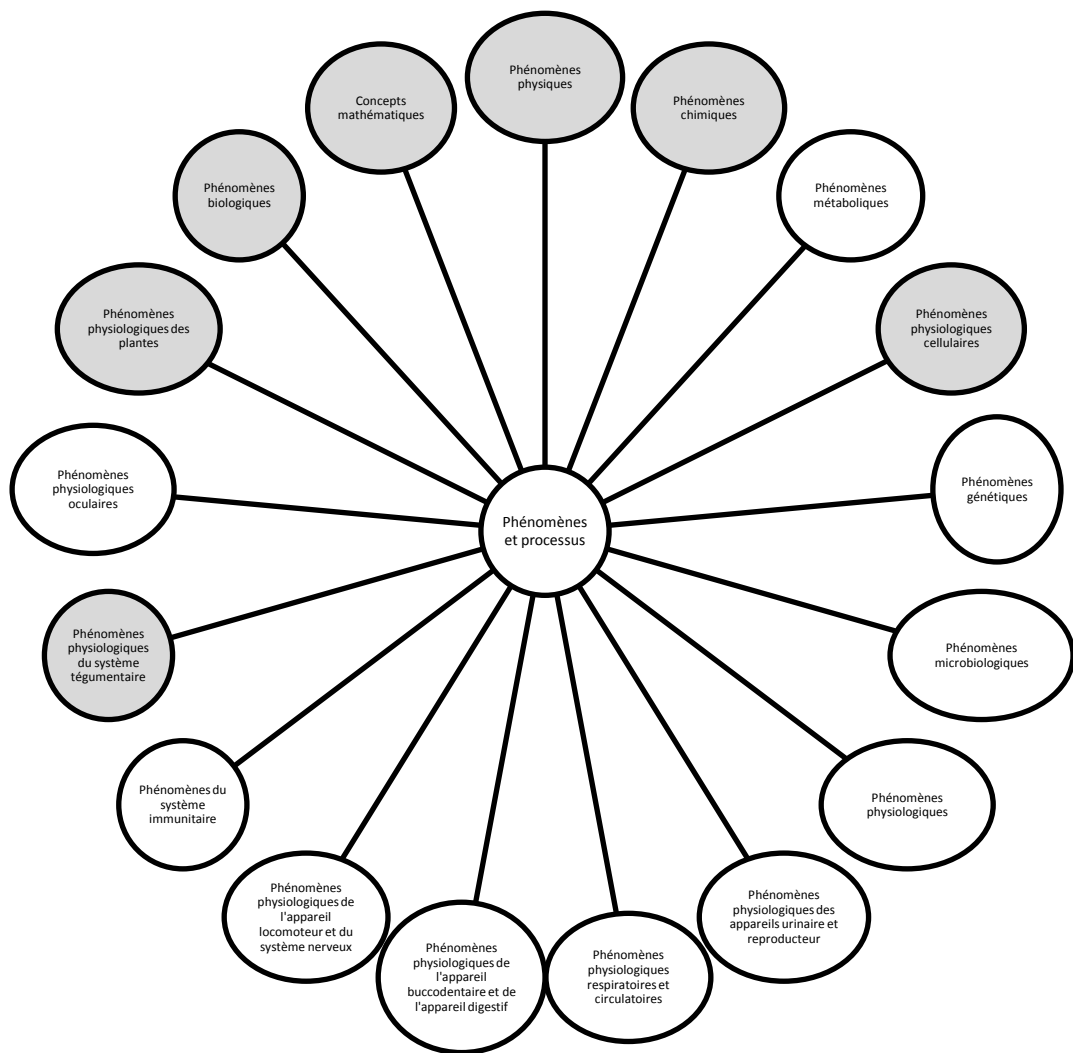 Phénomènes
physiques
Phénomènes
chimiques
Phénomènes
métaboliques
Phénomènes
physiologiques
cellulaires
Phénomènes
génétiques
Phénomènes
microbiologiques
Phénomènes
physiologiques
Phénomènes
physiologiques des
appareils urinaire et
reproducteur
Phénomènes
physiologiques
respiratoires et
circulatoires
Phénomènes
physiologiques de
l'appareil
buccodentaire et de
l'appareil digestif
Phénomènes
physiologiques de
l'appareil
locomoteur et du
système nerveux
Phénomènes du
système
immunitaire
Phénomènes
physiologiques
du système
tégumentaire
Phénomènes
physiologiques
oculaires
Phénomènes
physiologiques des
plantes
Phénomènes
biologiques
Concepts
mathématiques
Phénomènes
et processus